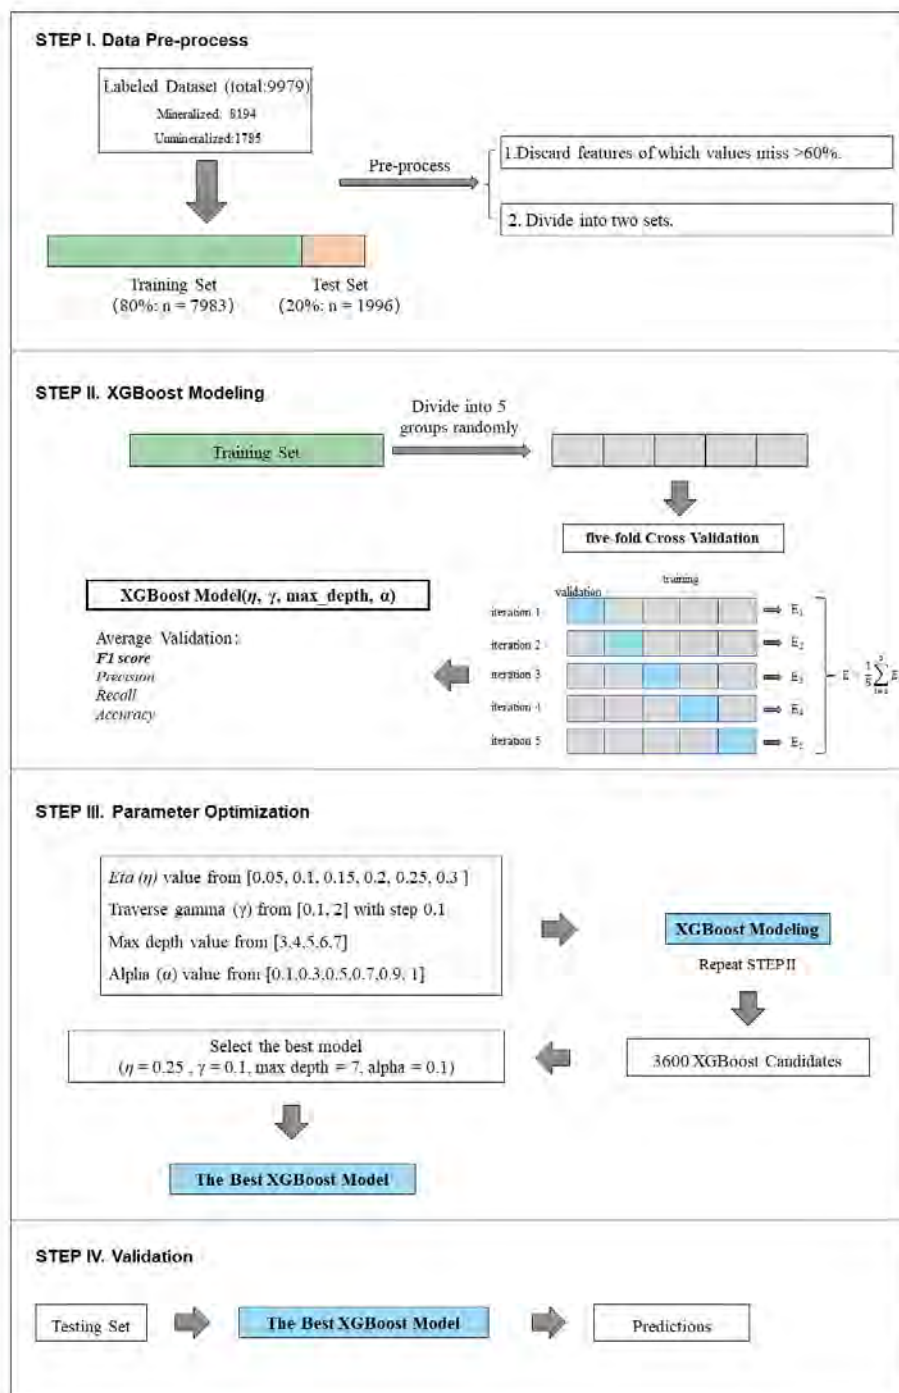 STEP I. Data Pre-process
Labeled Dataset (total:9979)
Mineralized: 8194
Unmineralized:1785
Pre-process
1.Discard features of which values miss >60%.
2. Divide into two sets.
Training Set
(80%: n = 7983)
Test Set
(20%: n = 1996)
STEP II. XGBoost Modeling
Training Set
Divide into 5
groups randomly
five-fold Cross Validation
XGBoost Model(η, γ, max_depth, α)
Average Validation:
F1 score
Precision
Recall
Accuracy
validation
training
iteration 1
E₁
iteration 2
E₂
iteration 3
E₃
iteration 4
E₄
iteration 5
E₅
STEP III. Parameter Optimization
Eta (η) value from [0.05, 0.1, 0.15, 0.2, 0.25, 0.3 ]
Traverse gamma (γ) from [0.1, 2] with step 0.1
Max depth value from [3.4.5.6.7]
Alpha (α) value from [0.1,0.3,0.5,0.7,0.9, 1]
XGBoost Modeling
Repeat STEP II
3600 XGBoost Candidates
Select the best model
(η = 0.25 , γ = 0.1, max depth = 7, alpha = 0.1)
The Best XGBoost Model
STEP IV. Validation
Testing Set
The Best XGBoost Model
Predictions